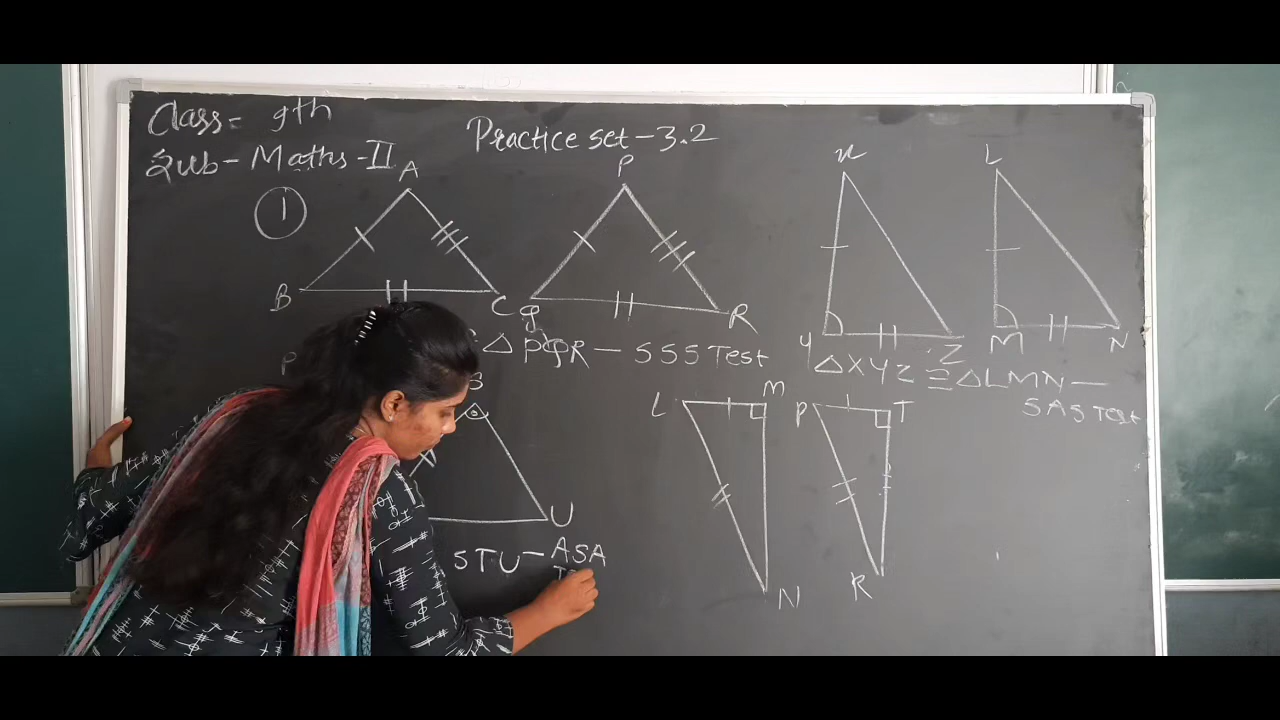 Class = 9th
Sub - Maths - II
Practice set - 3.2
1
A
B
C
P
Q
R
△ PQR — SSS Test
x
Y
Z
L
M
N
△XYZ ≅ △LMN —
SAS Test
P
S
U
STU — ASA
T
L
M
N
P
T
R